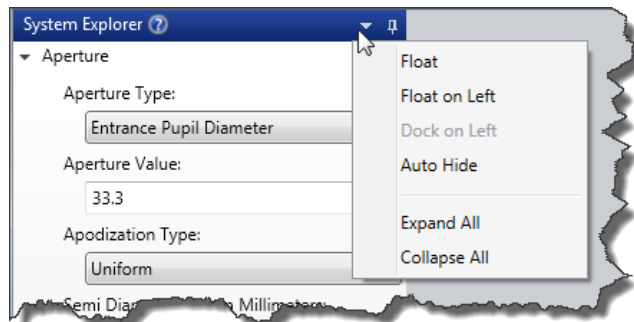 System Explorer ?
Aperture
Float
Aperture Type:
Float on Left
Entrance Pupil Diameter
Dock on Left
Aperture Value:
Auto Hide
33.3
Expand All
Apodization Type:
Collapse All
Uniform
Semi